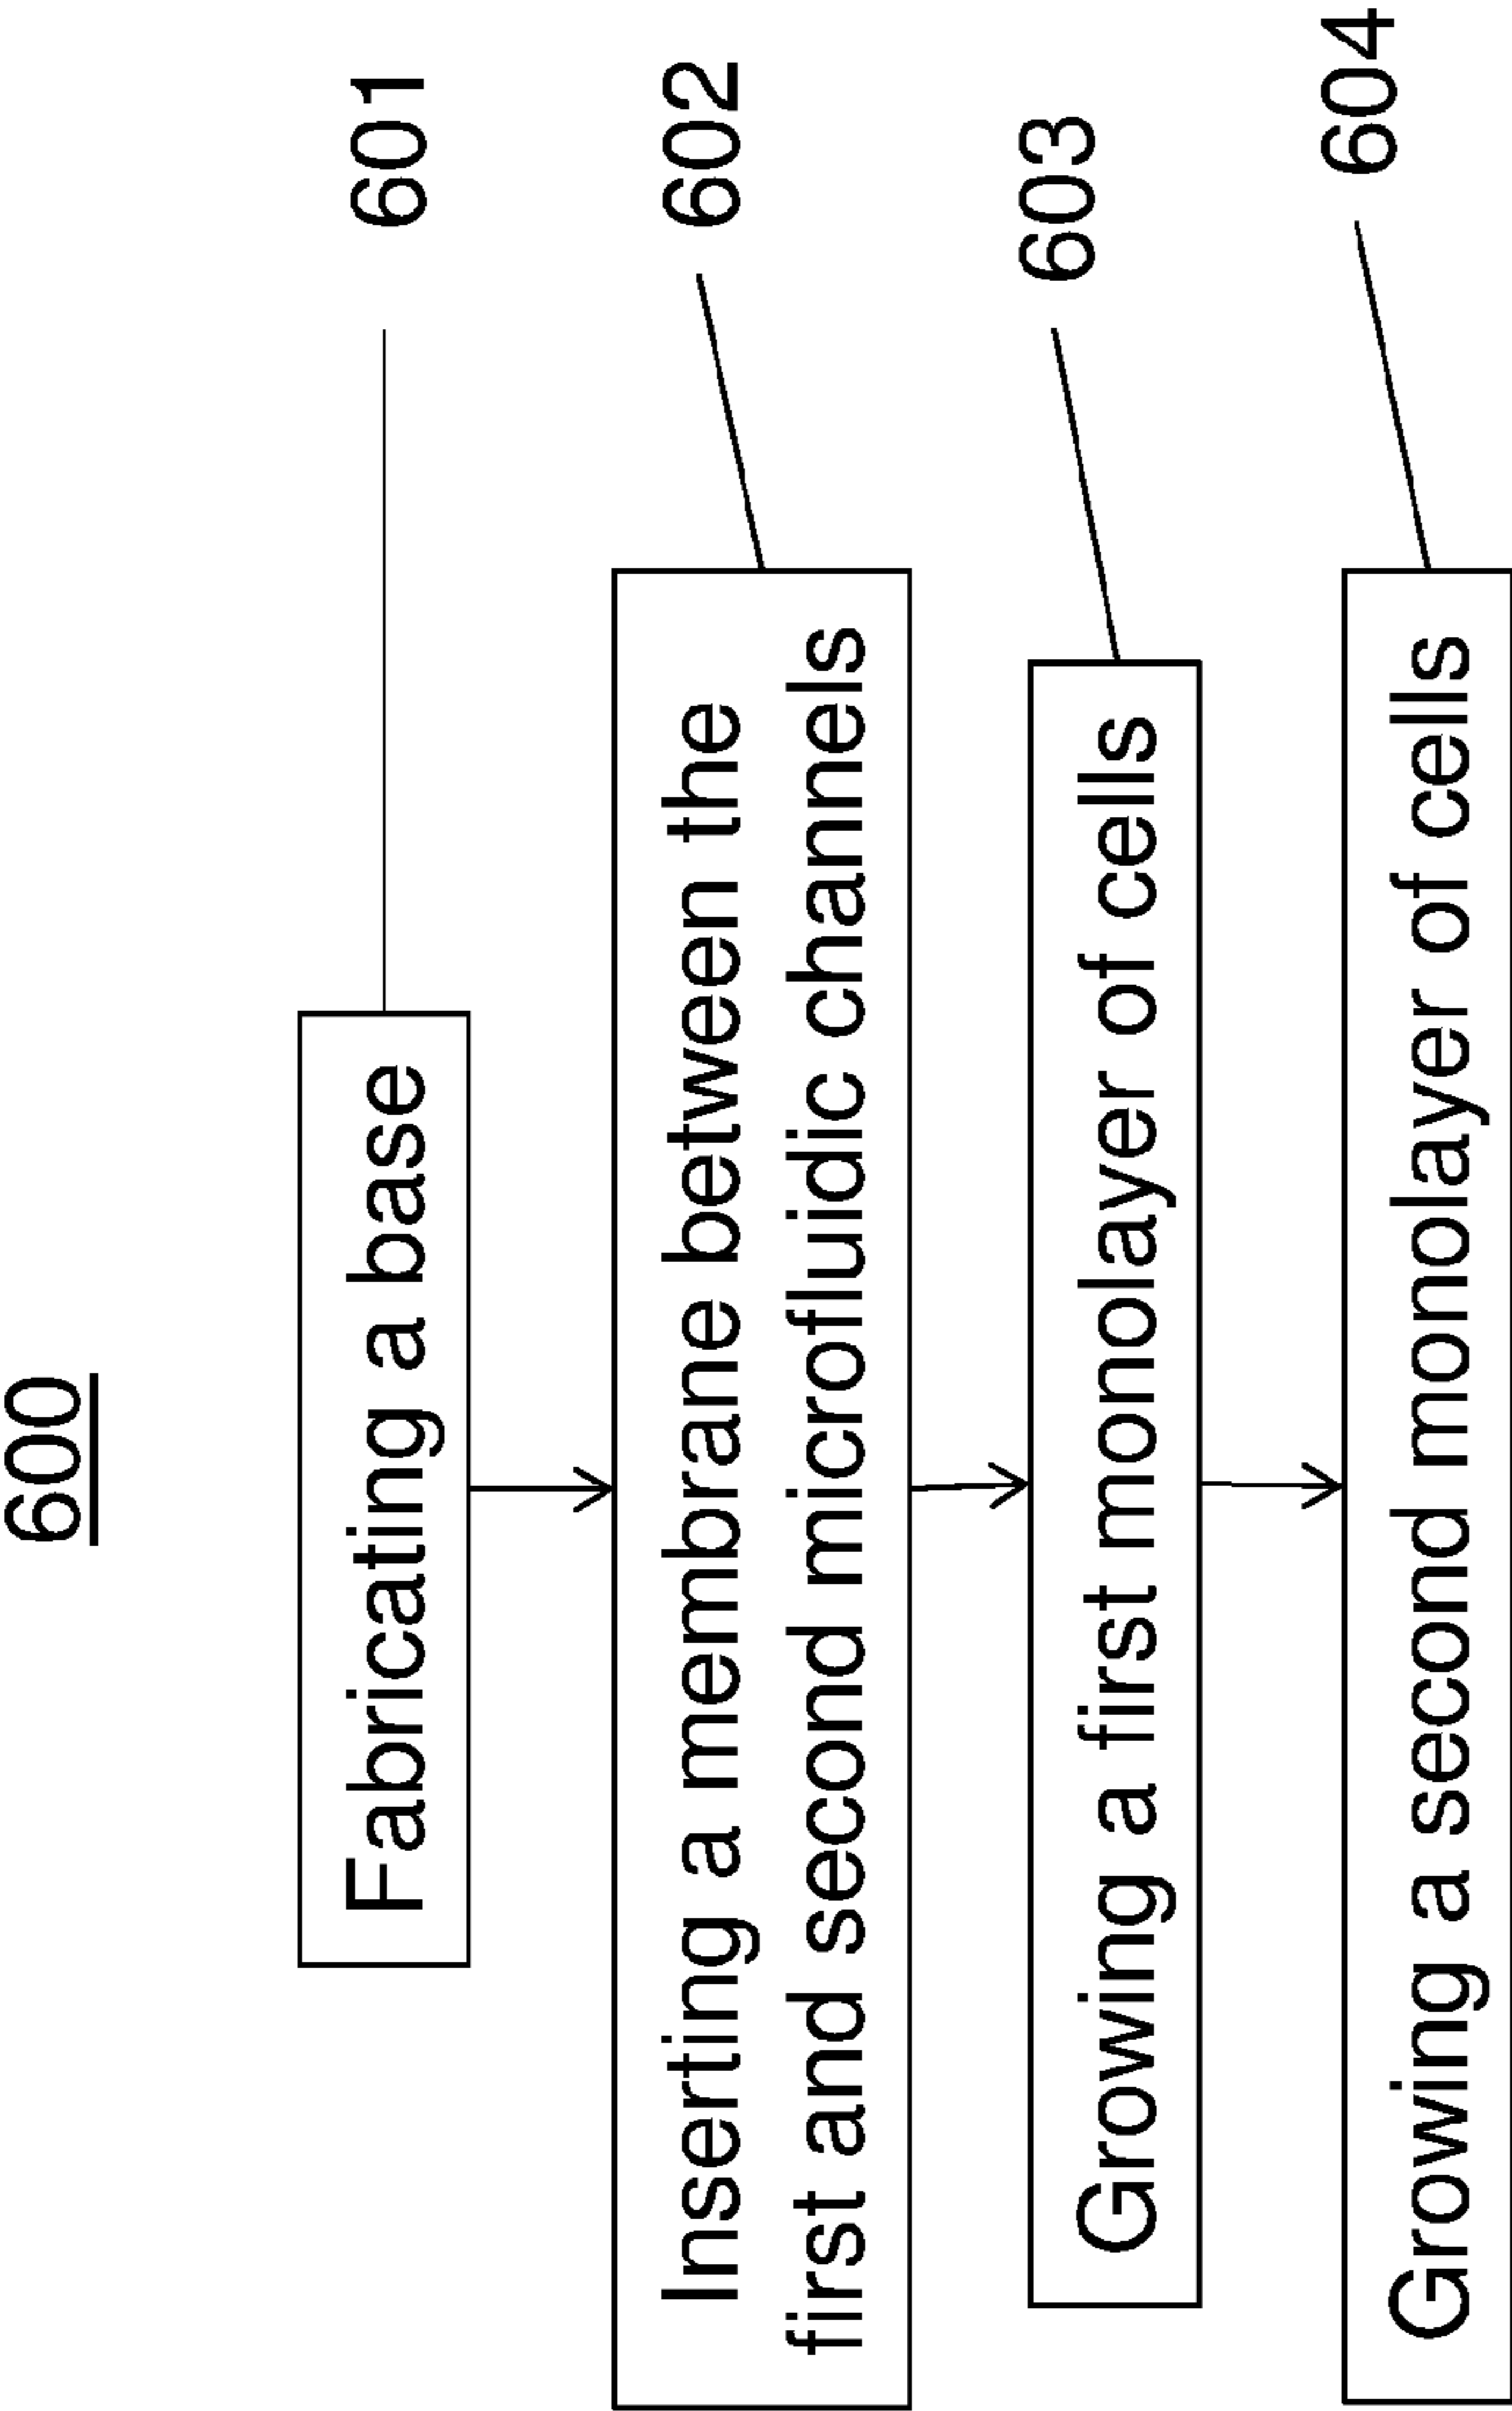 600
Fabricating a base
601
Inserting a membrane between the
first and second microfluidic channels
602
Growing a first monolayer of cells
603
Growing a second monolayer of cells
604